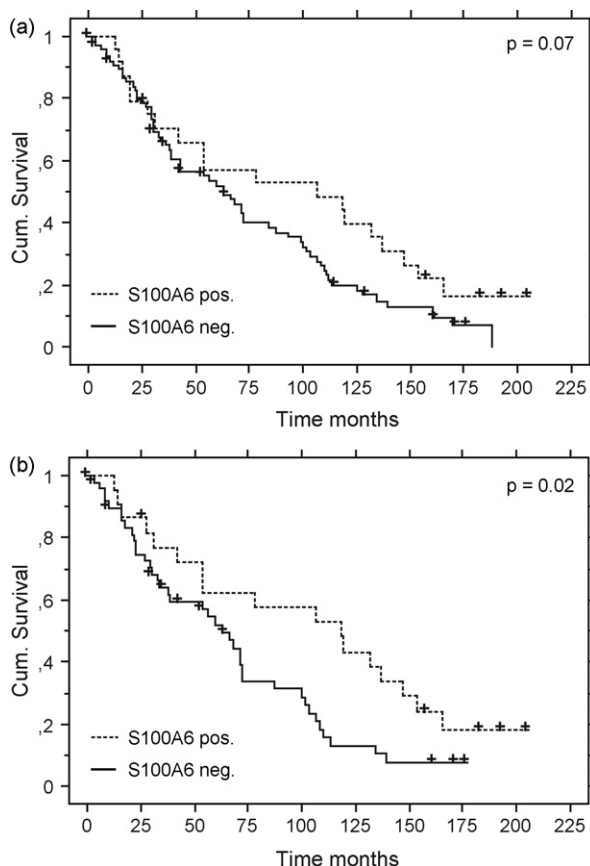 (a)
p = 0.07
1
,8
,6
,4
,2
0
Cum. Survival
S100A6 pos.
S100A6 neg.
0 25 50 75 100 125 150 175 200 225
Time months
(b)
p = 0.02
1
,8
,6
,4
,2
0
Cum. Survival
S100A6 pos.
S100A6 neg.
0 25 50 75 100 125 150 175 200 225
Time months